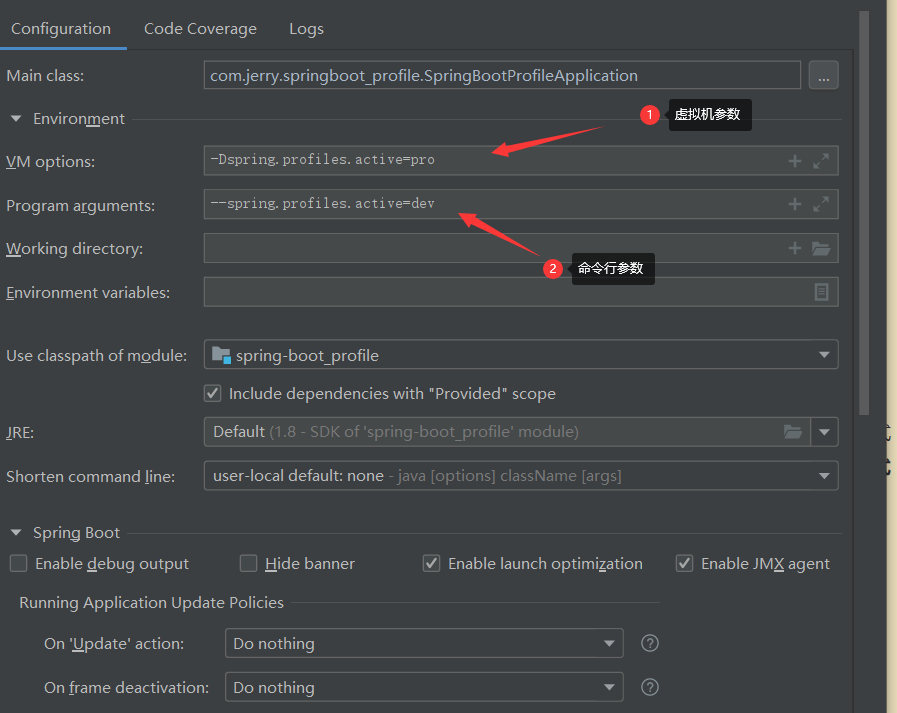 Configuration Code Coverage Logs
Main class: com.jerry.springboot_profile.SpringBootProfileApplication ...
Environment 1 虚拟机参数
VM options: -Dspring.profiles.active=pro
Program arguments: --spring.profiles.active=dev
Working directory:
2 命令行参数
Environment variables:
Use classpath of module: spring-boot_profile
Include dependencies with "Provided" scope
JRE: Default (1.8 - SDK of 'spring-boot_profile' module)
Shorten command line: user-local default: none - java [options] className [args]
Spring Boot
Enable debug output Hide banner Enable launch optimization Enable JMX agent
Running Application Update Policies
On 'Update' action: Do nothing ?
On frame deactivation: Do nothing ?